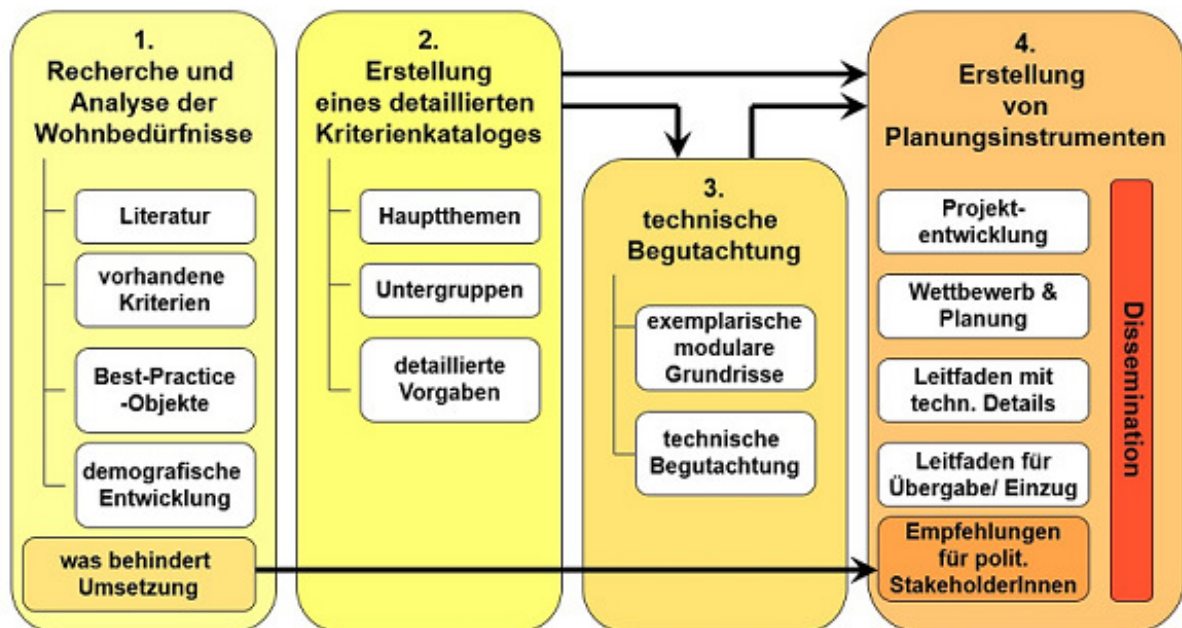 1.
Recherche und
Analyse der
Wohnbedürfnisse
Literatur
vorhandene
Kriterien
Best-Practice
-Objekte
demografische
Entwicklung
was behindert
Umsetzung
2.
Erstellung
eines detaillierten
Kriterienkataloges
Hauptthemen
Untergruppen
detaillierte
Vorgaben
3.
technische
Begutachtung
exemplarische
modulare
Grundrisse
technische
Begutachtung
4.
Erstellung
von
Planungsinstrumenten
Projekt-
entwicklung
Wettbewerb &
Planung
Leitfaden mit
techn. Details
Leitfaden für
Übergabe/ Einzug
Empfehlungen
für polit.
StakeholderInnen
Dissemination